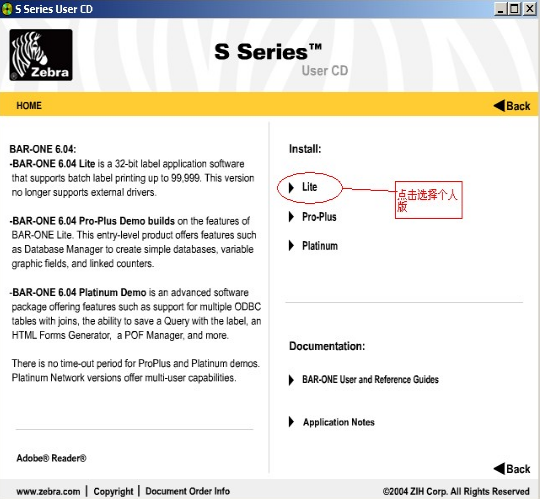 S Series User CD
Zebra
S Series™
User CD
HOME
Back
BAR-ONE 6.04:
-BAR-ONE 6.04 Lite is a 32-bit label application software
that supports batch label printing up to 99,999. This version
no longer supports external drivers.
-BAR-ONE 6.04 Pro-Plus Demo builds on the features of
BAR-ONE Lite. This entry-level product offers features such
as Database Manager to create simple databases, variable
graphic fields, and linked counters.
-BAR-ONE 6.04 Platinum Demo is an advanced software
package offering features such as support for multiple ODBC
tables with joins, the ability to save a Query with the label, an
HTML Forms Generator, a POF Manager, and more.
There is no time-out period for ProPlus and Platinum demos.
Platinum Network versions offer multi-user capabilities.
Adobe® Reader®
Install:
Lite
点击选择个人
版
Pro-Plus
Platinum
Documentation:
BAR-ONE User and Reference Guides
Application Notes
Back
www.zebra.com | Copyright | Document Order Info
©2004 ZIH Corp. All Rights Reserved